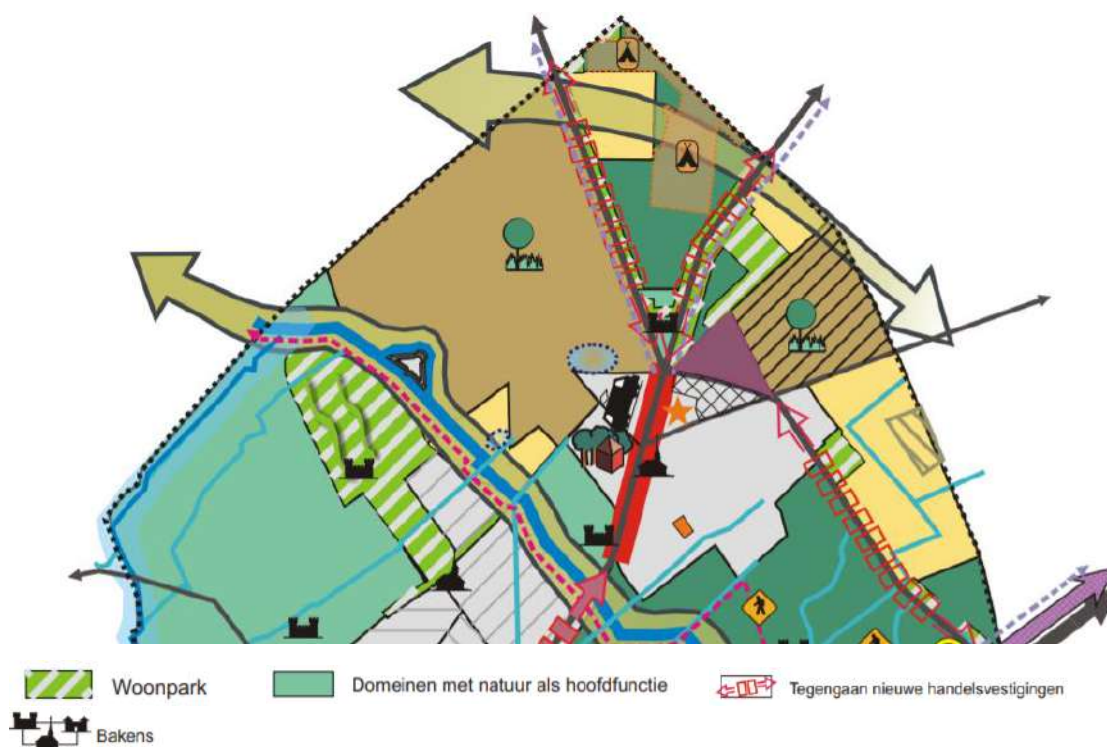 Woonpark
Domeinen met natuur als hoofdfunctie
Tegengaan nieuwe handelsvestigingen
Bakens